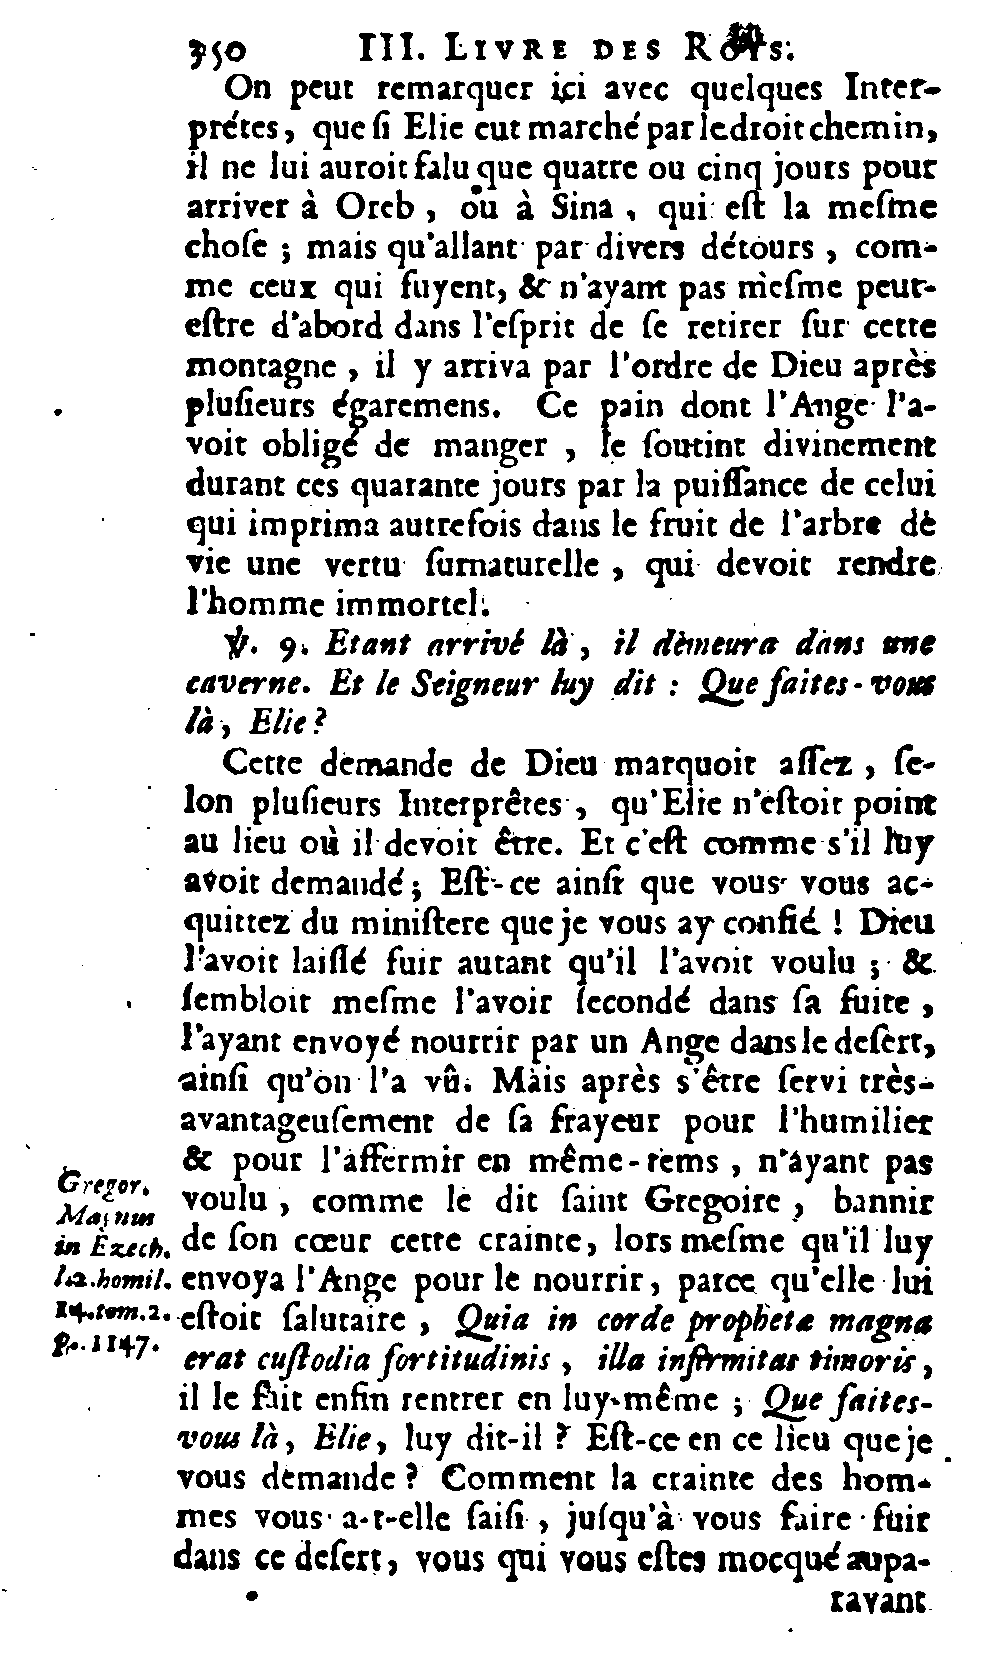 350 III. LIVRE DES ROYS.
On peut remarquer ici avec quelques Inter-
prétes, que ſi Elie eut marché par le droit chemin,
il ne lui auroit falu que quatre ou cinq jours pour
arriver à Oreb, ou à Sina, qui eſt la meſme
choſe ; mais qu'allant par divers détours, com-
me ceux qui fuyent, & n'ayant pas meſme peut-
eſtre d'abord dans l'eſprit de ſe retirer ſur cette
montagne, il y arriva par l'ordre de Dieu après
pluſieurs égaremens. Ce pain dont l'Ange l'a-
voit obligé de manger, le ſoutint divinement
durant ces quarante jours par la puiſſance de celui
qui imprima autrefois dans le fruit de l'arbre de
vie une vertu ſurnaturelle, qui devoit rendre
l'homme immortel.
℣. 9. Etant arrivé là, il demeura dans une
caverne. Et le Seigneur luy dit : Que faites-vous
là, Elie ?
Cette demande de Dieu marquoit aſſez, ſe-
lon pluſieurs Interprêtes, qu'Elie n'eſtoit point
au lieu où il devoit être. Et c'eſt comme s'il luy
avoit demandé ; Eſt-ce ainſi que vous vous ac-
quittez du miniſtere que je vous ay confié ! Dieu
l'avoit laiſſé fuir autant qu'il l'avoit voulu ; &
ſembloit meſme l'avoir ſecondé dans ſa fuite,
l'ayant envoyé nourrir par un Ange dans le deſert,
ainſi qu'on l'a vû. Mais après s'être ſervi très-
avantageuſement de ſa frayeur pour l'humilier
& pour l'affermir en même-tems, n'ayant pas
voulu, comme le dit ſaint Gregoire, bannir
de ſon cœur cette crainte, lors meſme qu'il luy
envoya l'Ange pour le nourrir, parce qu'elle lui
eſtoit ſalutaire, Quia in corde prophetæ magna
erat cuſtodia fortitudinis, illa infirmitas timoris,
il le fait enfin rentrer en luy-même ; Que faites-
vous là, Elie, luy dit-il ? Eſt-ce en ce lieu que je
vous demande ? Comment la crainte des hom-
mes vous a-t-elle ſaiſi, juſqu'à vous faire fuir
dans ce deſert, vous qui vous eſtes mocqué aupa-
ravant
Gregor.
Magnus
in Ezech.
l.2.homil.
14.tom.2.
p. 1147.